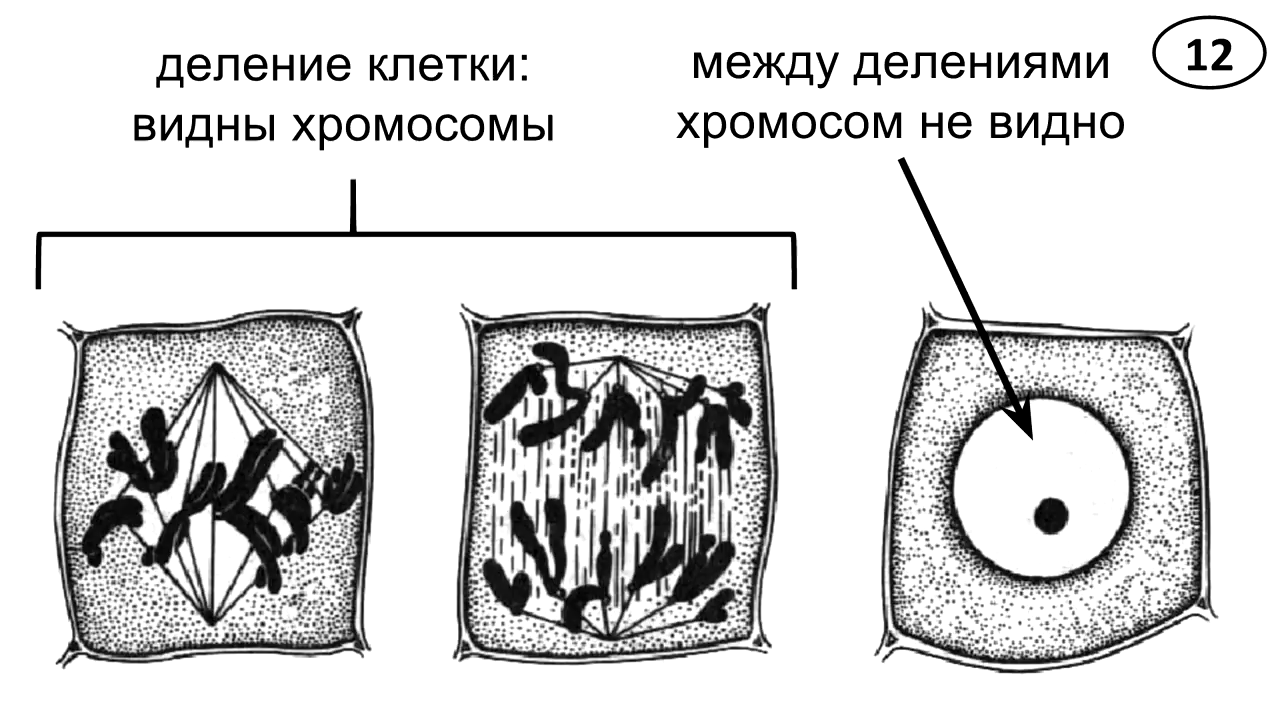 деление клетки:
видны хромосомы
между делениями
хромосом не видно
12